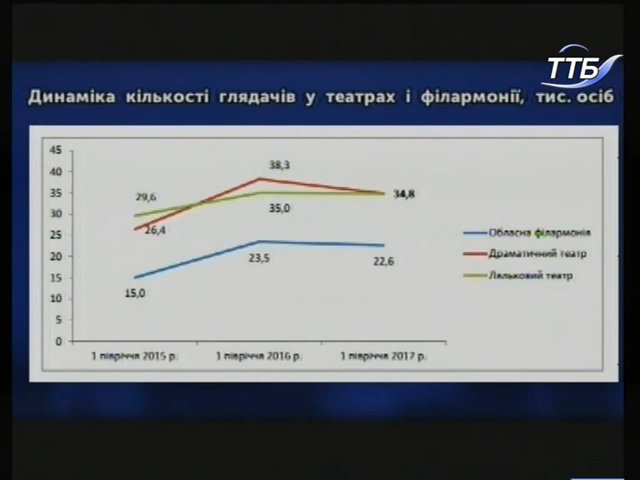 ТТБ
Динаміка кількості глядачів у театрах і філармонії, тис. осіб
45
40
35
30
25
20
15
10
5
0
29,6
26,4
15,0
38,3
35,0
23,5
34,8
22,6
1 півріччя 2015 р.
1 півріччя 2016 р.
1 півріччя 2017 р.
Обласна філармонія
Драматичний театр
Ляльковий театр